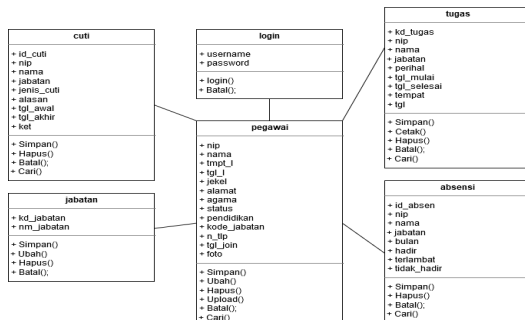 cuti
+ id_cuti
+ nip
+ nama
+ jabatan
+ jenis_cuti
+ alasan
+ tgl_awal
+ tgl_akhir
+ ket
+ Simpan()
+ Hapus()
+ Batal();
+ Cari()
login
+ username
+ password
+ login()
+ Batal();
tugas
+ kd_tugas
+ nip
+ nama
+ jabatan
+ perihal
+ tgl_mulai
+ tgl_selesai
+ tempat
+ tgl
+ Simpan()
+ Cetak()
+ Hapus()
+ Batal();
+ Cari()
pegawai
+ nip
+ nama
+ tmpt_l
+ tgl_l
+ jekel
+ alamat
+ agama
+ status
+ pendidikan
+ kode_jabatan
+ n_tlp
+ tgl_join
+ foto
+ Simpan()
+ Ubah()
+ Hapus()
+ Upload()
+ Batal();
+ Cari()
jabatan
+ kd_jabatan
+ nm_jabatan
+ Simpan()
+ Ubah()
+ Hapus()
+ Batal();
absensi
+ id_absen
+ nip
+ nama
+ jabatan
+ bulan
+ hadir
+ terlambat
+ tidak_hadir
+ Simpan()
+ Hapus()
+ Batal();
+ Cari()